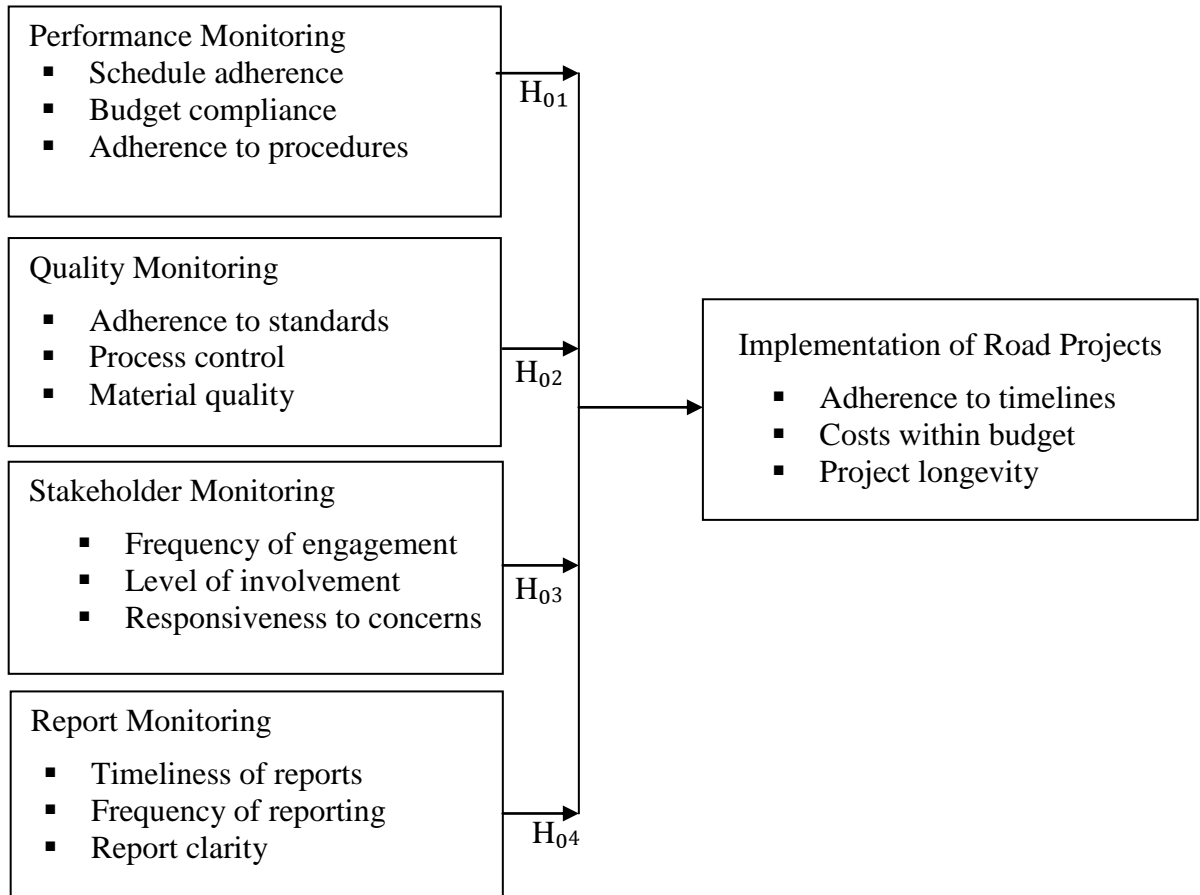 Performance Monitoring
▪ Schedule adherence
▪ Budget compliance
▪ Adherence to procedures
H₀₁
Quality Monitoring
▪ Adherence to standards
▪ Process control
▪ Material quality
H₀₂
Stakeholder Monitoring
▪ Frequency of engagement
▪ Level of involvement
▪ Responsiveness to concerns
H₀₃
Report Monitoring
▪ Timeliness of reports
▪ Frequency of reporting
▪ Report clarity
H₀₄
Implementation of Road Projects
▪ Adherence to timelines
▪ Costs within budget
▪ Project longevity